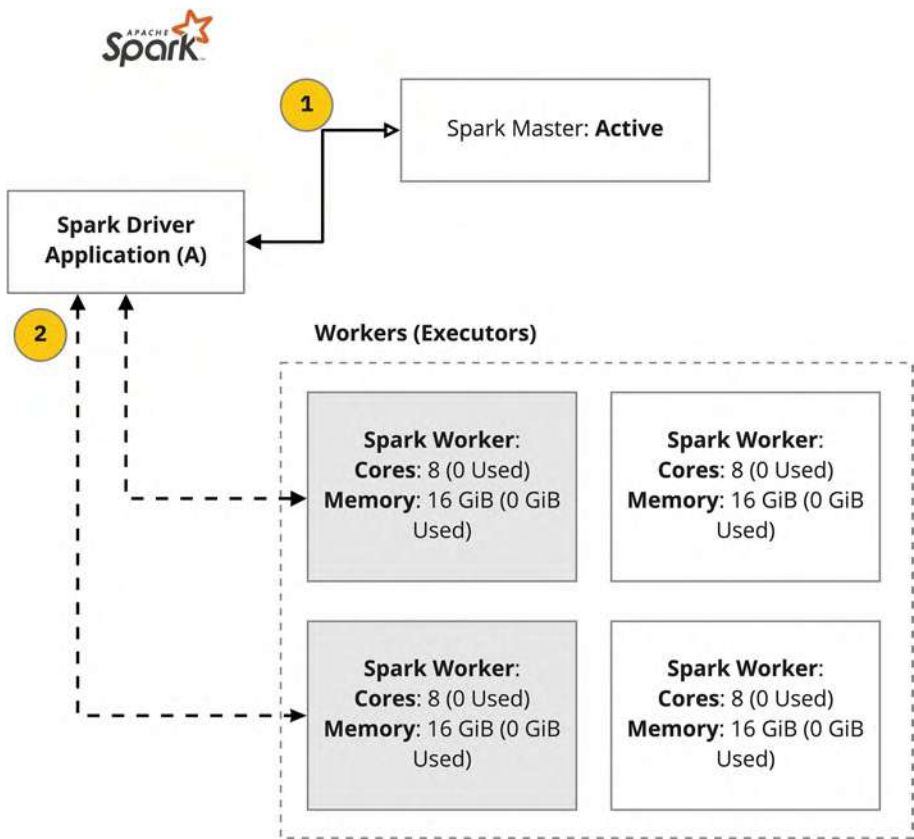 APACHE
Spark
1
Spark Master: Active
Spark Driver
Application (A)
2
Workers (Executors)
Spark Worker:
Cores: 8 (0 Used)
Memory: 16 GiB (0 GiB
Used)
Spark Worker:
Cores: 8 (0 Used)
Memory: 16 GiB (0 GiB
Used)
Spark Worker:
Cores: 8 (0 Used)
Memory: 16 GiB (0 GiB
Used)
Spark Worker:
Cores: 8 (0 Used)
Memory: 16 GiB (0 GiB
Used)